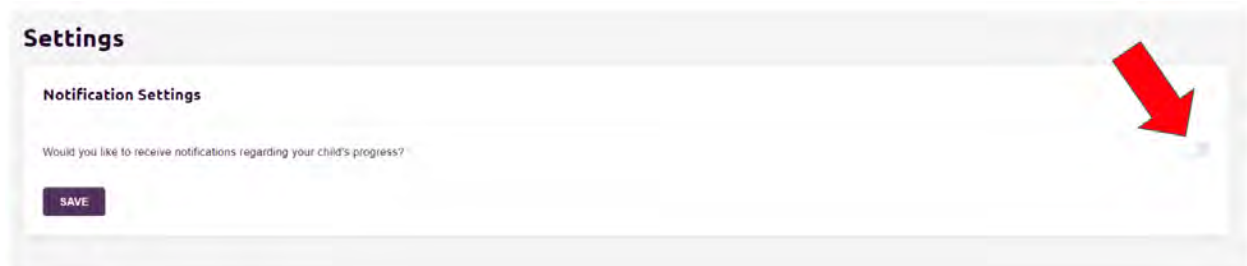 Settings
Notification Settings
Would you like to receive notifications regarding your child's progress?
SAVE